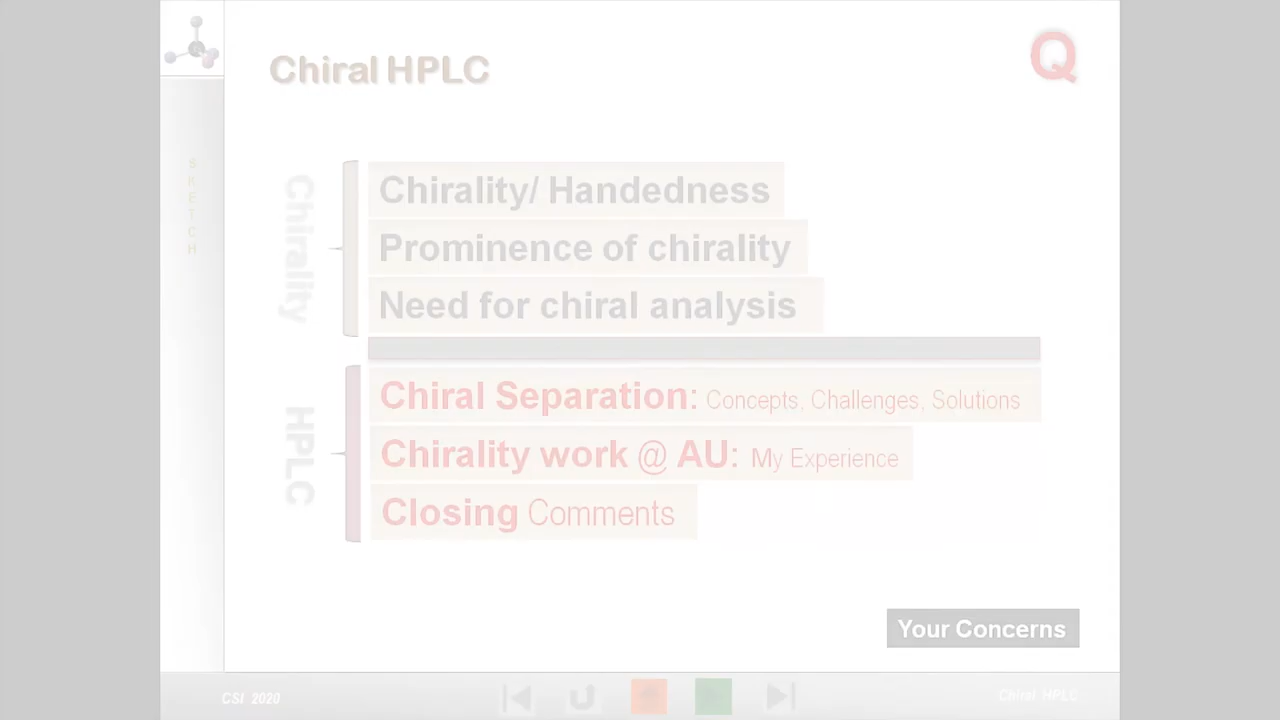 Chiral HPLC
Q
SKETCH
Chirality
Chirality/ Handedness
Prominence of chirality
Need for chiral analysis
HPLC
Chiral Separation: Concepts, Challenges, Solutions
Chirality work @ AU: My Experience
Closing Comments
Your Concerns
CSI 2020
Chiral HPLC